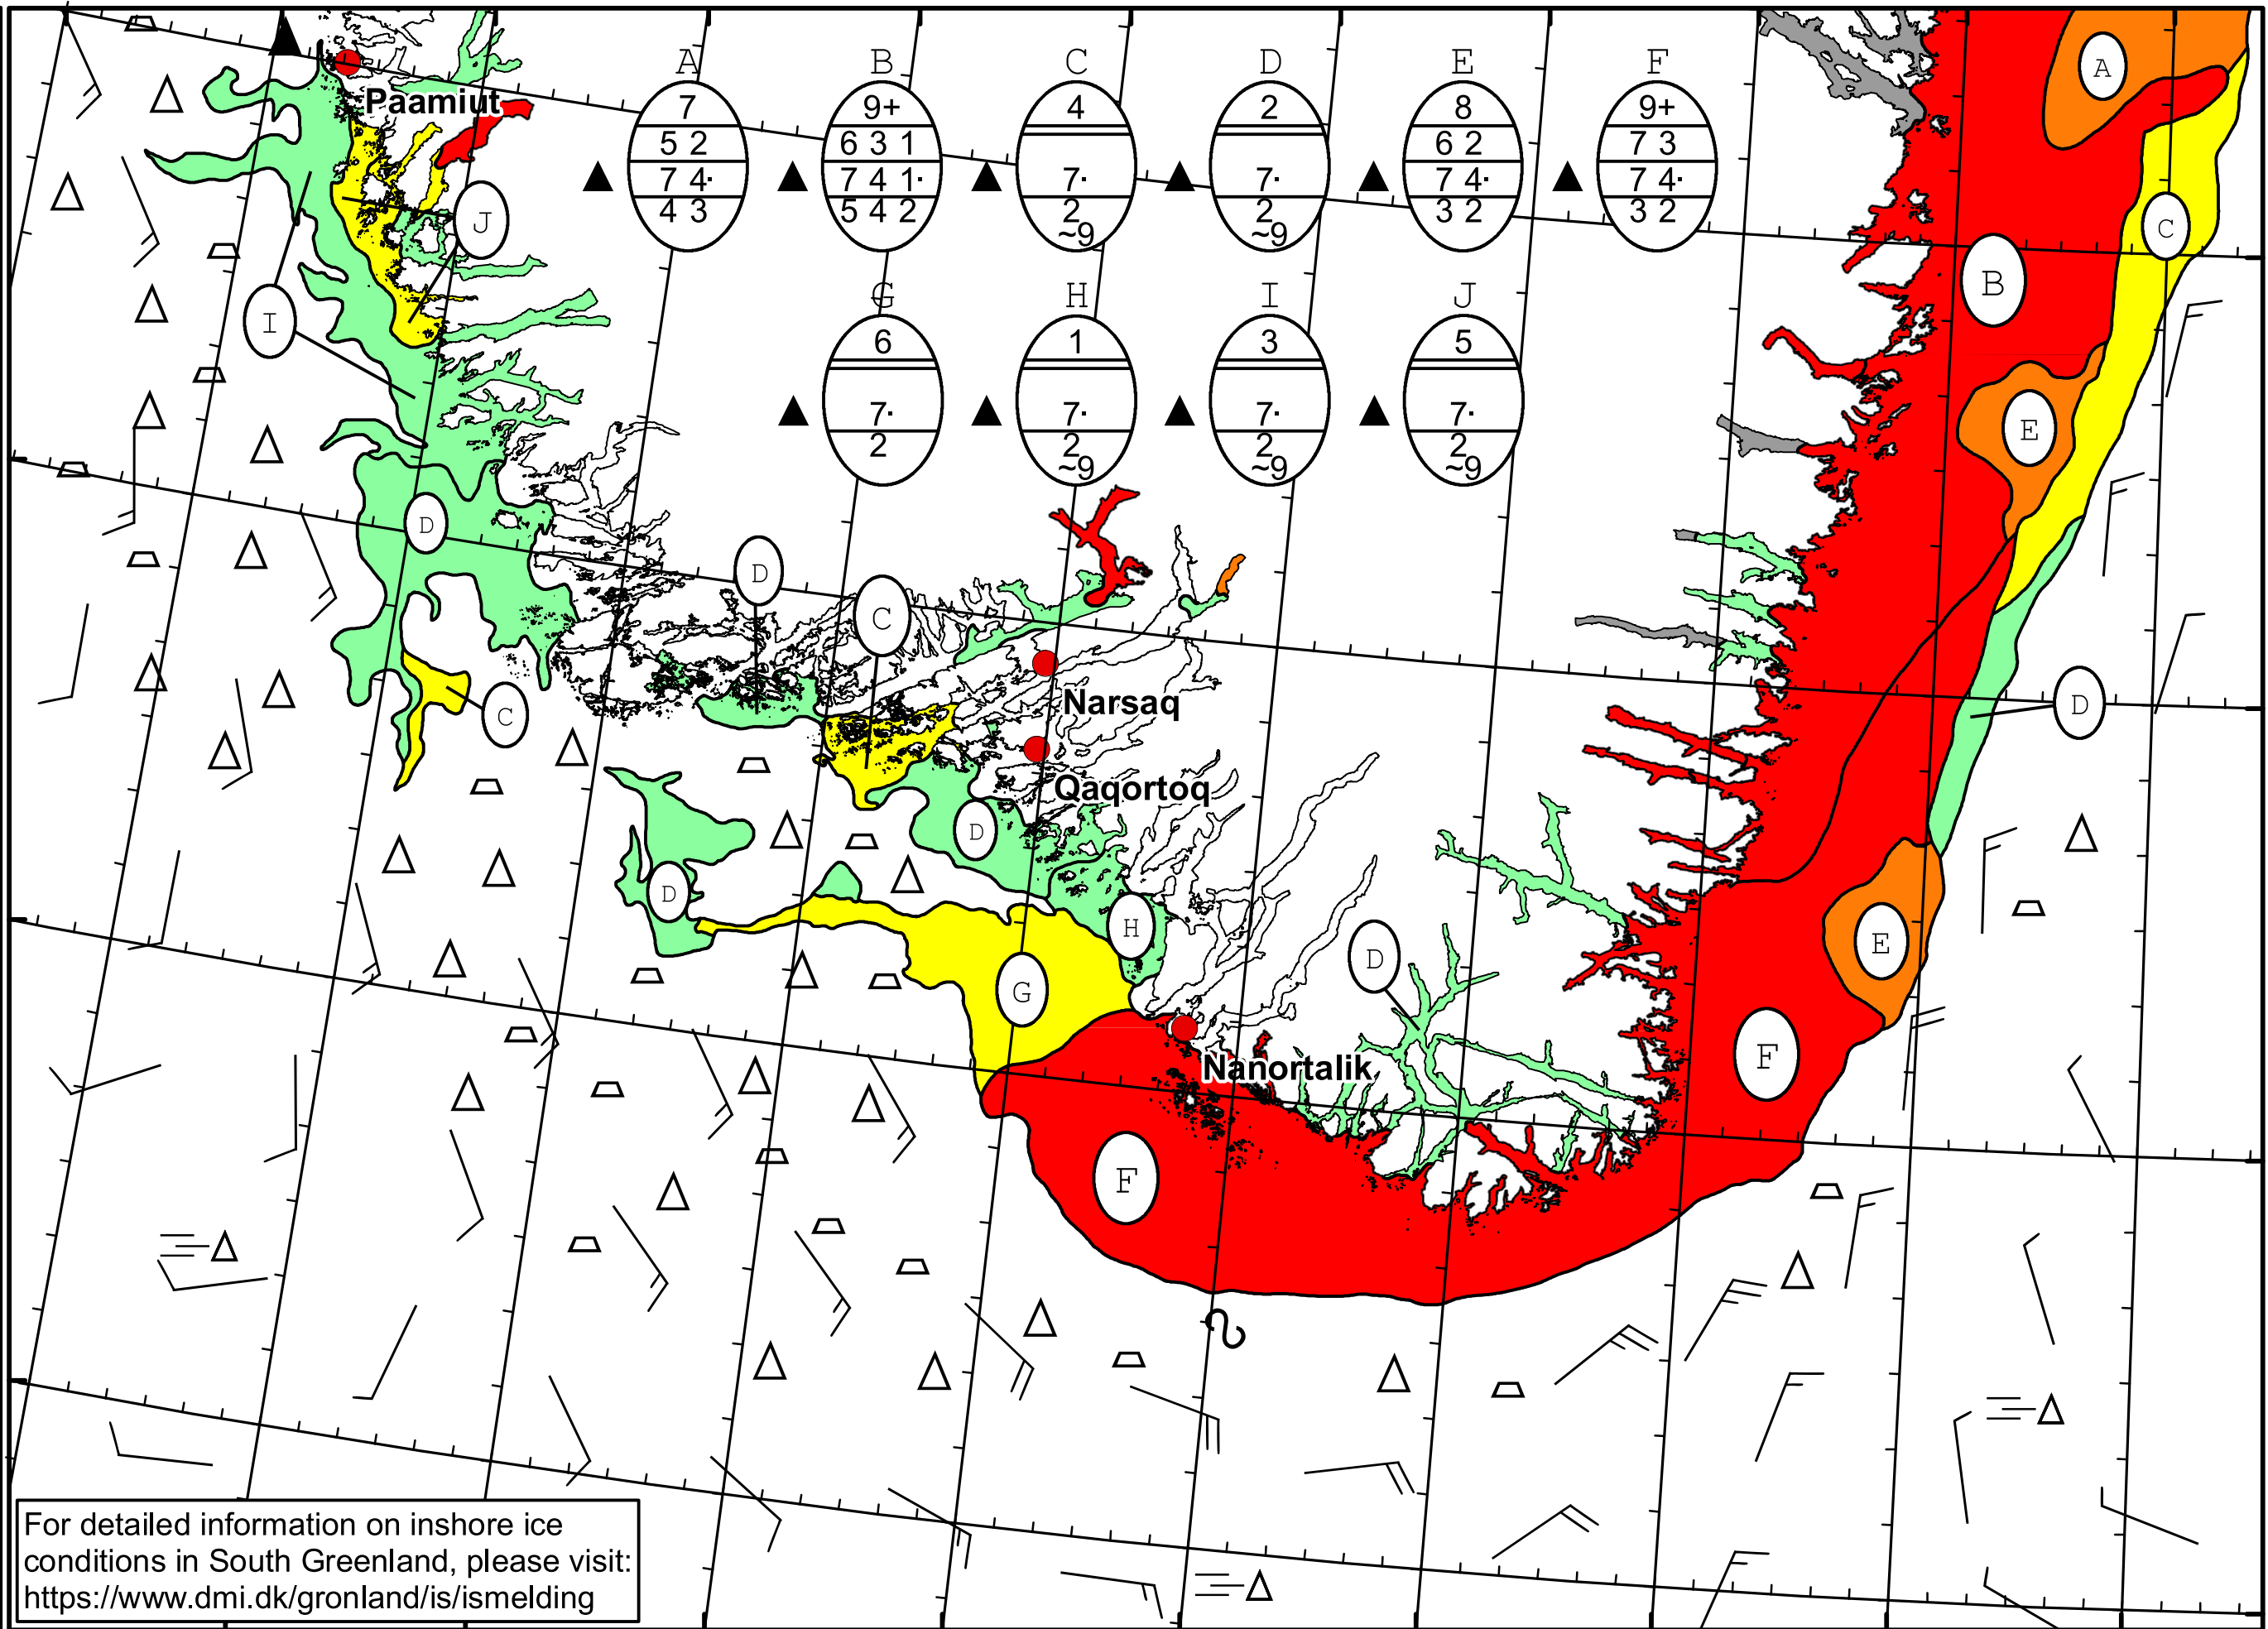 A B C D E F
7 9+ 4 2 8 9+
5 2 6 3 1 6 2 7 3
7 4· 7 4 1· 7· 7· 7 4· 7 4·
4 3 5 4 2 2 2 3 2 3 2
~9 ~9
G H I J
6 1 3 5
7· 7· 7· 7·
2 2 2 2
~9 ~9 ~9
A
Paamiut
J
C
B
I
E
D
D
C
Narsaq
D
C
Qaqortoq
D
D
H
E
D
G
F
Nanortalik
F
For detailed information on inshore ice
conditions in South Greenland, please visit:
https://www.dmi.dk/gronland/is/ismelding